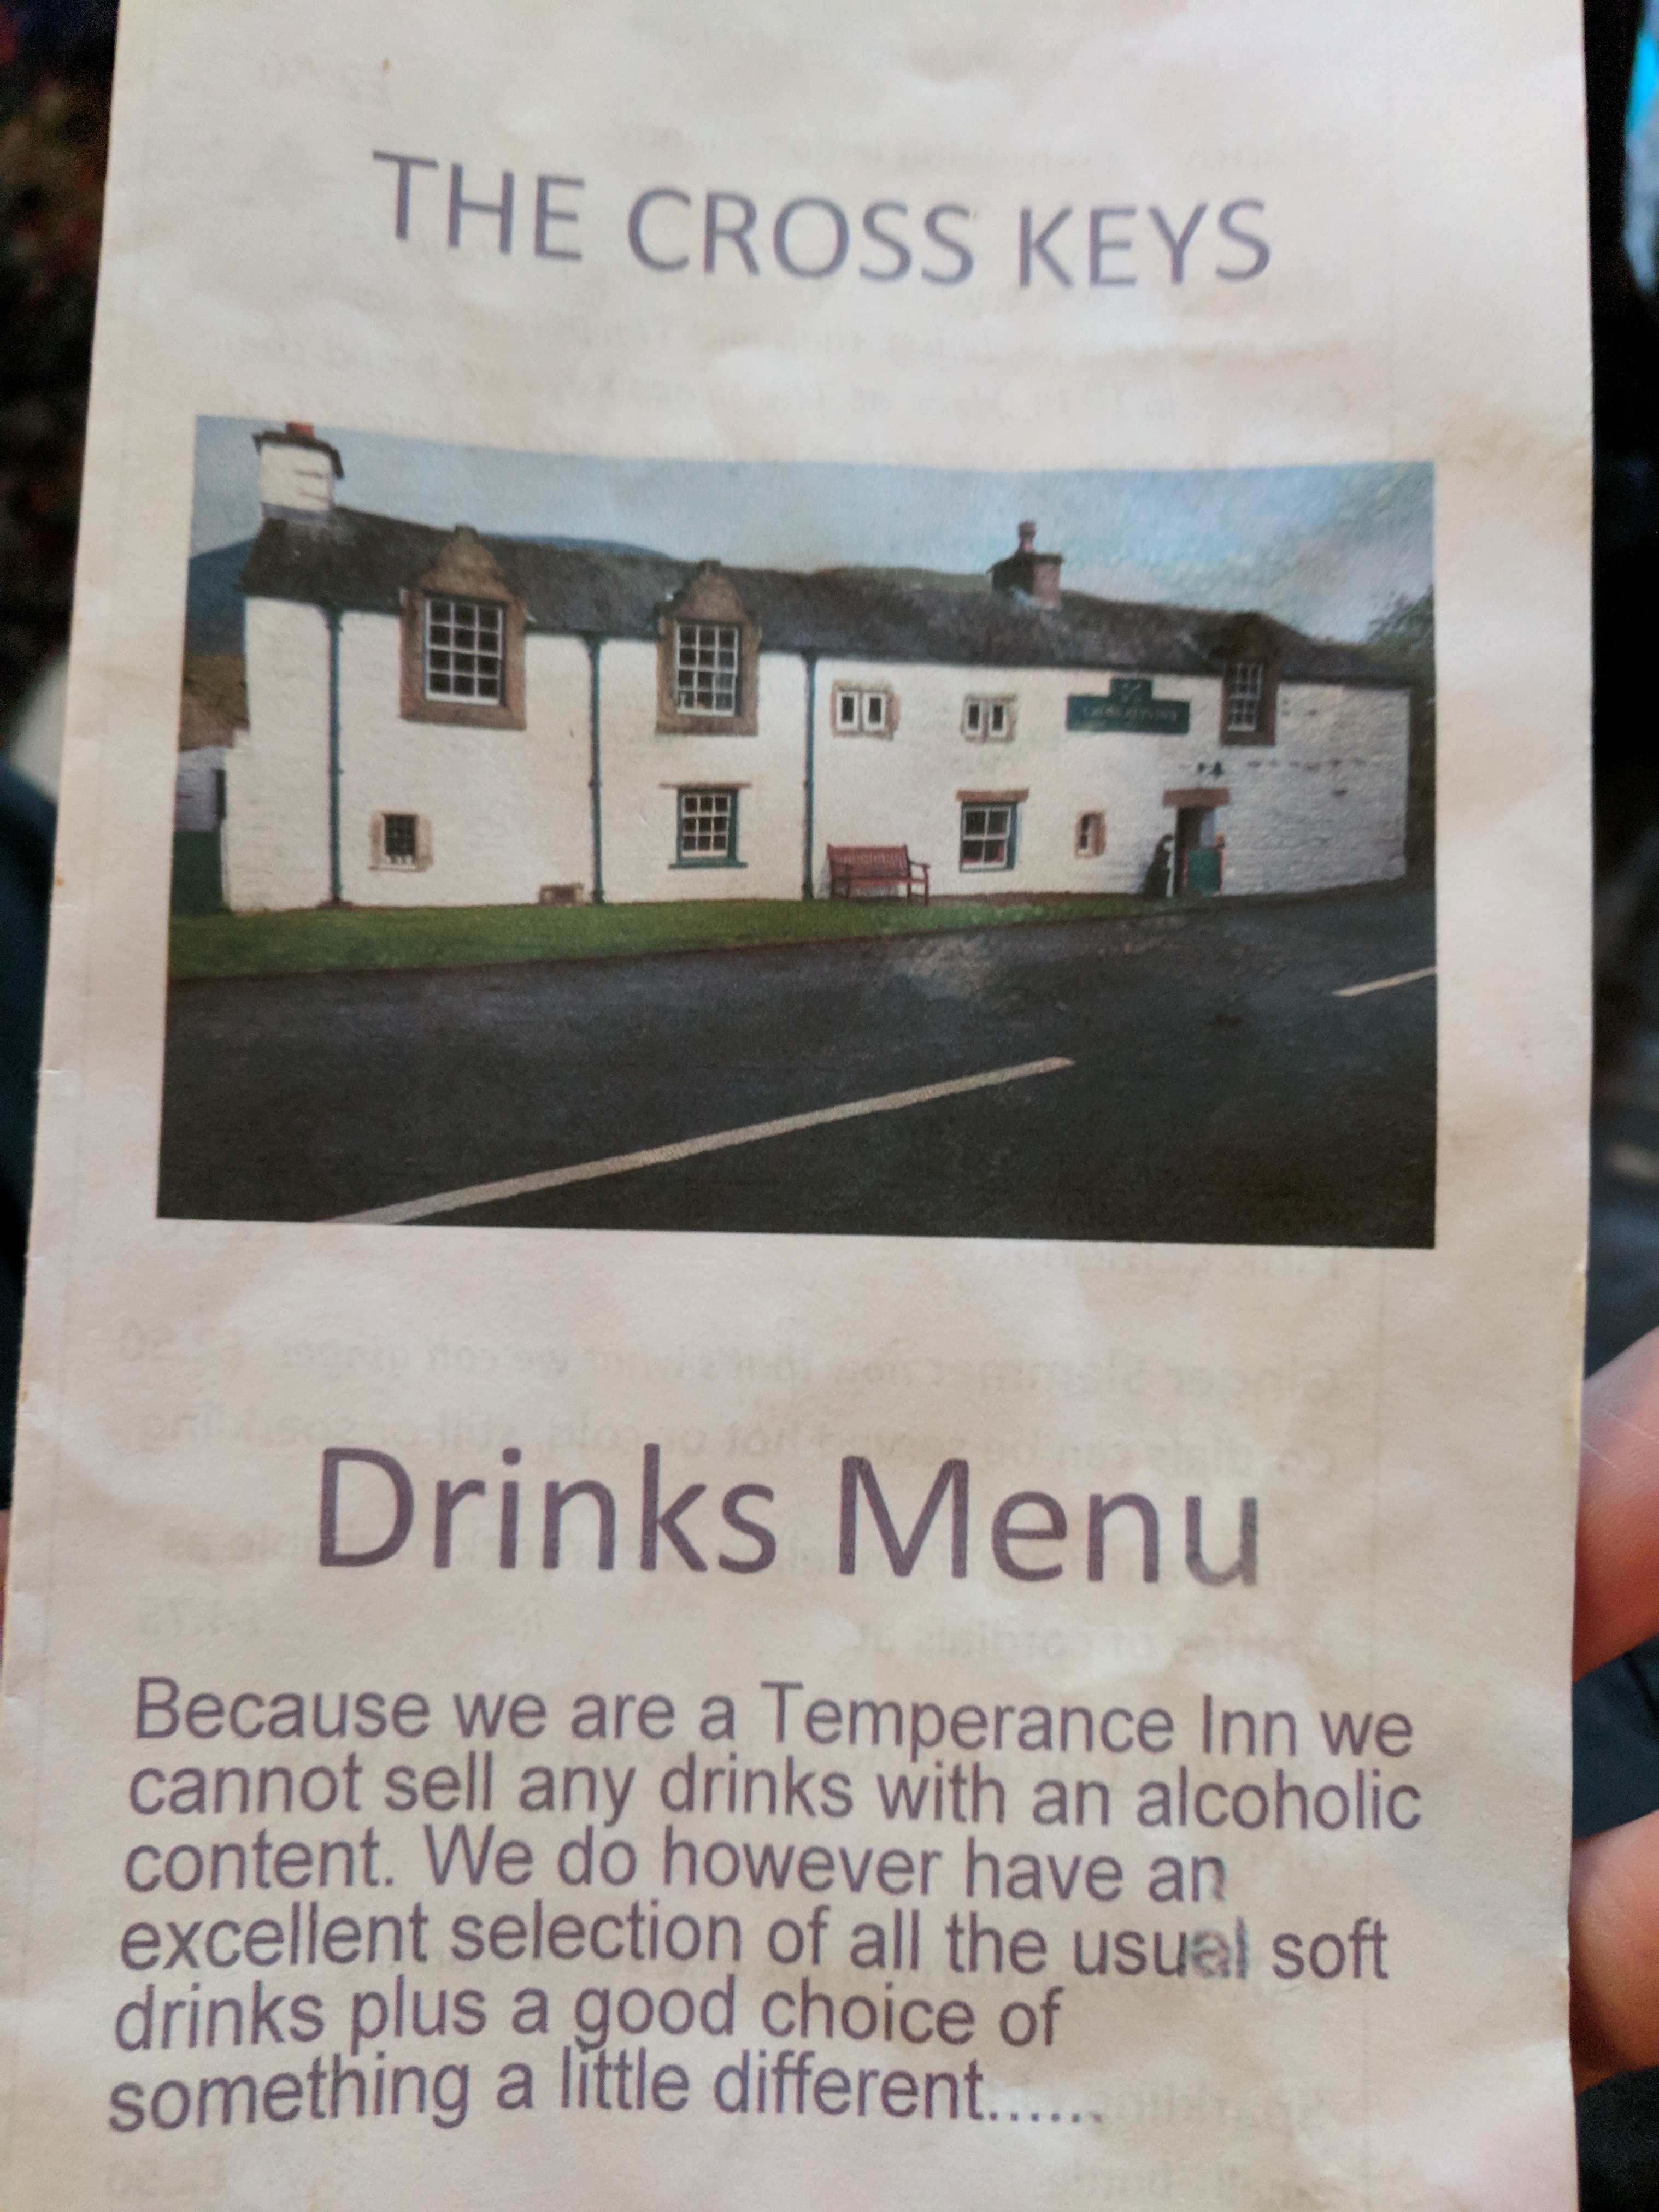 THE CROSS KEYS
Drinks Menu
Because we are a Temperance Inn we
cannot sell any drinks with an alcoholic
content. We do however have an
excellent selection of all the usual soft
drinks plus a good choice of
something a little different......